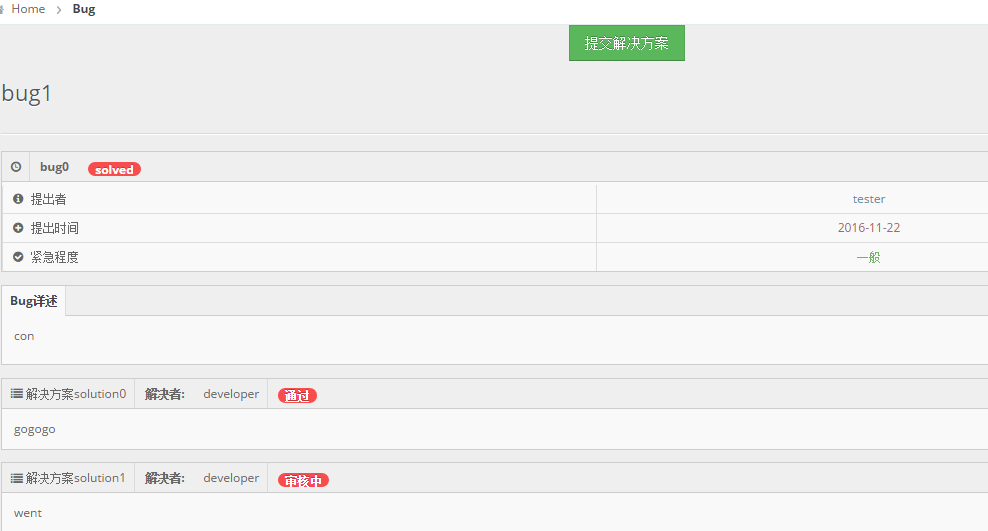 Home > Bug
提交解决方案
bug1
bug0 solved
提出者 tester
提出时间 2016-11-22
紧急程度 一般
Bug详述
con
解决方案solution0 解决者: developer 通过
gogogo
解决方案solution1 解决者: developer 审核中
went